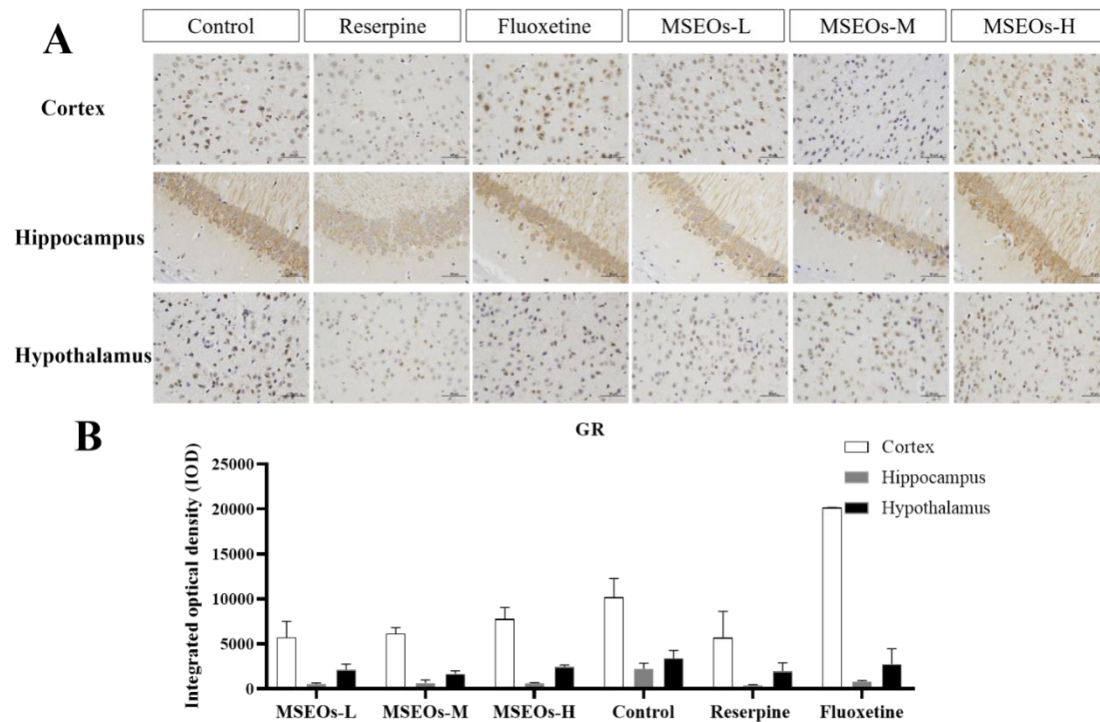 A
Control Reserpine Fluoxetine MSEOs-L MSEOs-M MSEOs-H
Cortex
Hippocampus
Hypothalamus
B
GR
Integrated optical density (IOD)
25000
20000
15000
10000
5000
0
Cortex
Hippocampus
Hypothalamus
MSEOs-L MSEOs-M MSEOs-H Control Reserpine Fluoxetine